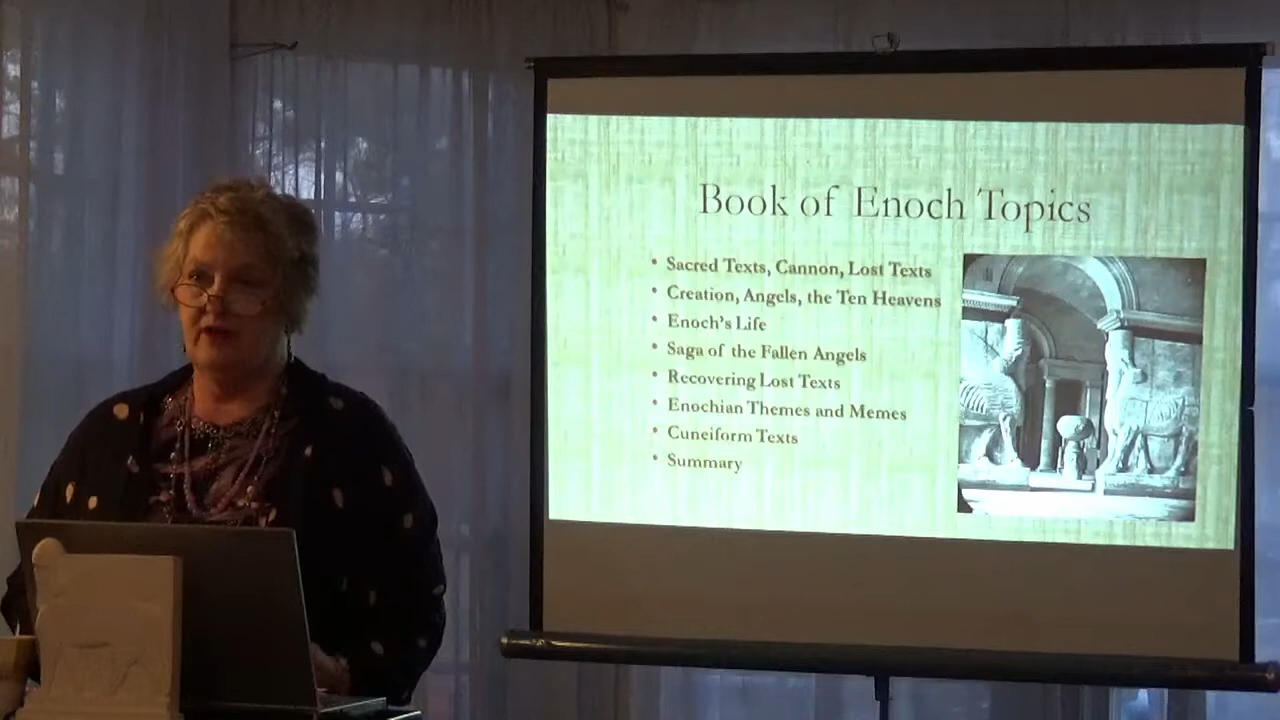 Book of Enoch Topics
• Sacred Texts, Cannon, Lost Texts
• Creation, Angels, the Ten Heavens
• Enoch's Life
• Saga of the Fallen Angels
• Recovering Lost Texts
• Enochian Themes and Memes
• Cuneiform Texts
• Summary